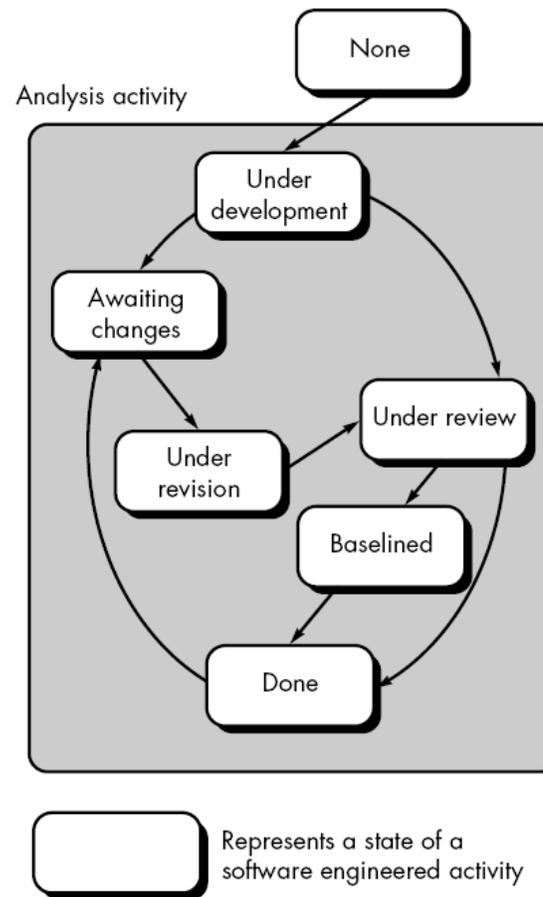 None
Analysis activity
Under
development
Awaiting
changes
Under review
Under
revision
Baselined
Done
Represents a state of a
software engineered activity